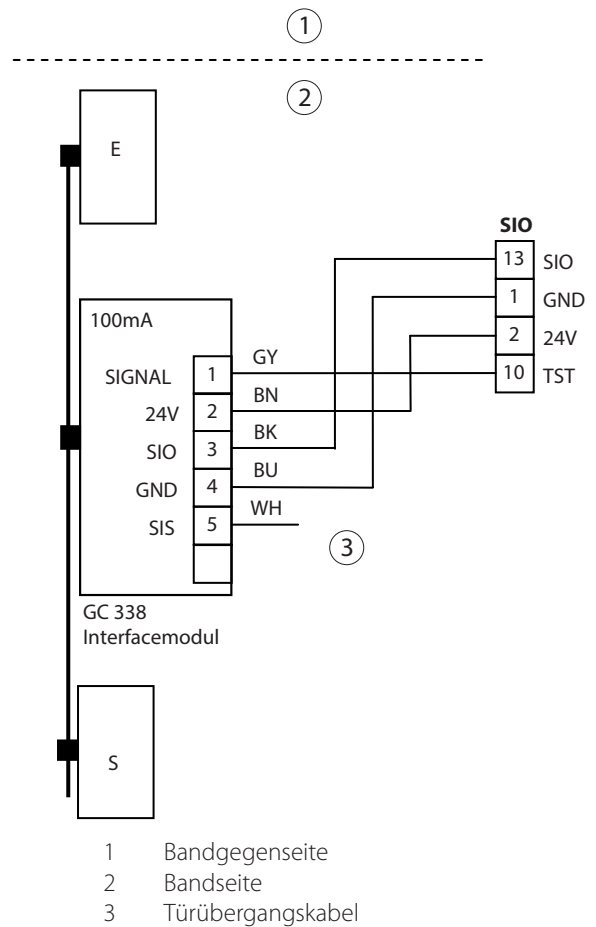 1
2
E
SIO
13 SIO
1 GND
2 24V
10 TST
100mA
SIGNAL 1 GY
24V 2 BN
SIO 3 BK
GND 4 BU
SIS 5 WH
3
GC 338
Interfacemodul
S
1 Bandgegenseite
2 Bandseite
3 Türübergangskabel